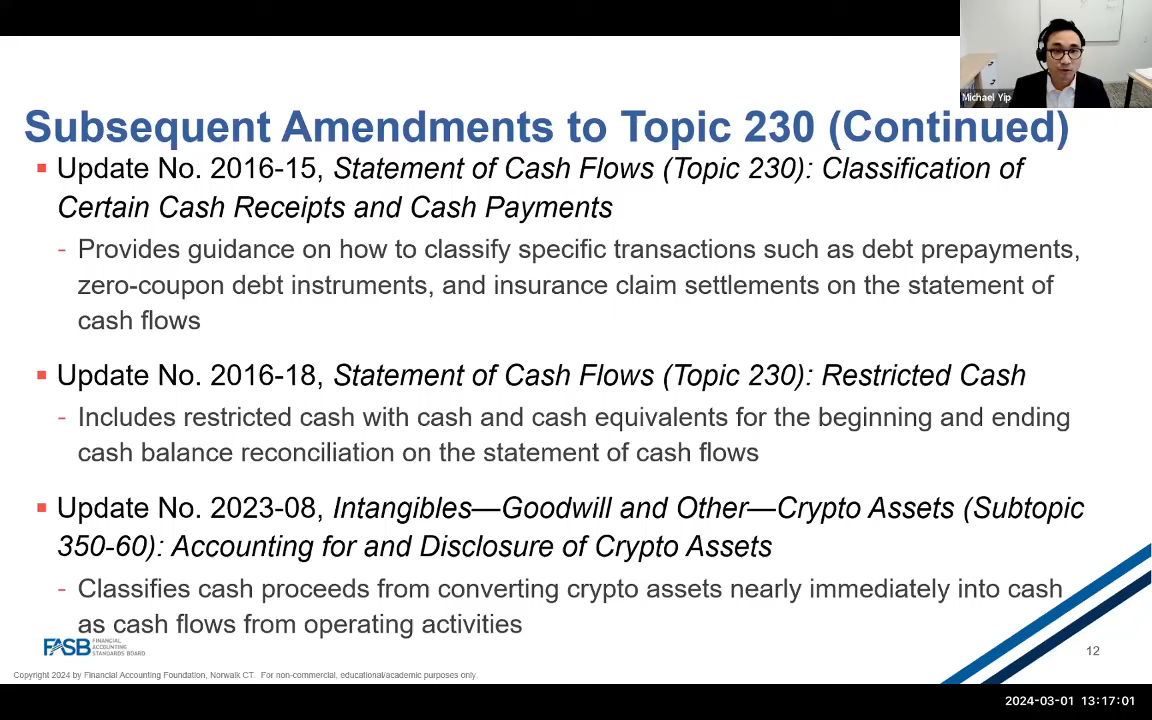 Michael Yip
Subsequent Amendments to Topic 230 (Continued)
▪ Update No. 2016-15, Statement of Cash Flows (Topic 230): Classification of
Certain Cash Receipts and Cash Payments
- Provides guidance on how to classify specific transactions such as debt prepayments,
zero-coupon debt instruments, and insurance claim settlements on the statement of
cash flows
▪ Update No. 2016-18, Statement of Cash Flows (Topic 230): Restricted Cash
- Includes restricted cash with cash and cash equivalents for the beginning and ending
cash balance reconciliation on the statement of cash flows
▪ Update No. 2023-08, Intangibles—Goodwill and Other—Crypto Assets (Subtopic
350-60): Accounting for and Disclosure of Crypto Assets
- Classifies cash proceeds from converting crypto assets nearly immediately into cash
as cash flows from operating activities
FASB FINANCIAL
ACCOUNTING
STANDARDS BOARD
12
Copyright 2024 by Financial Accounting Foundation, Norwalk CT. For non-commercial, educational/academic purposes only.
2024-03-01 13:17:01